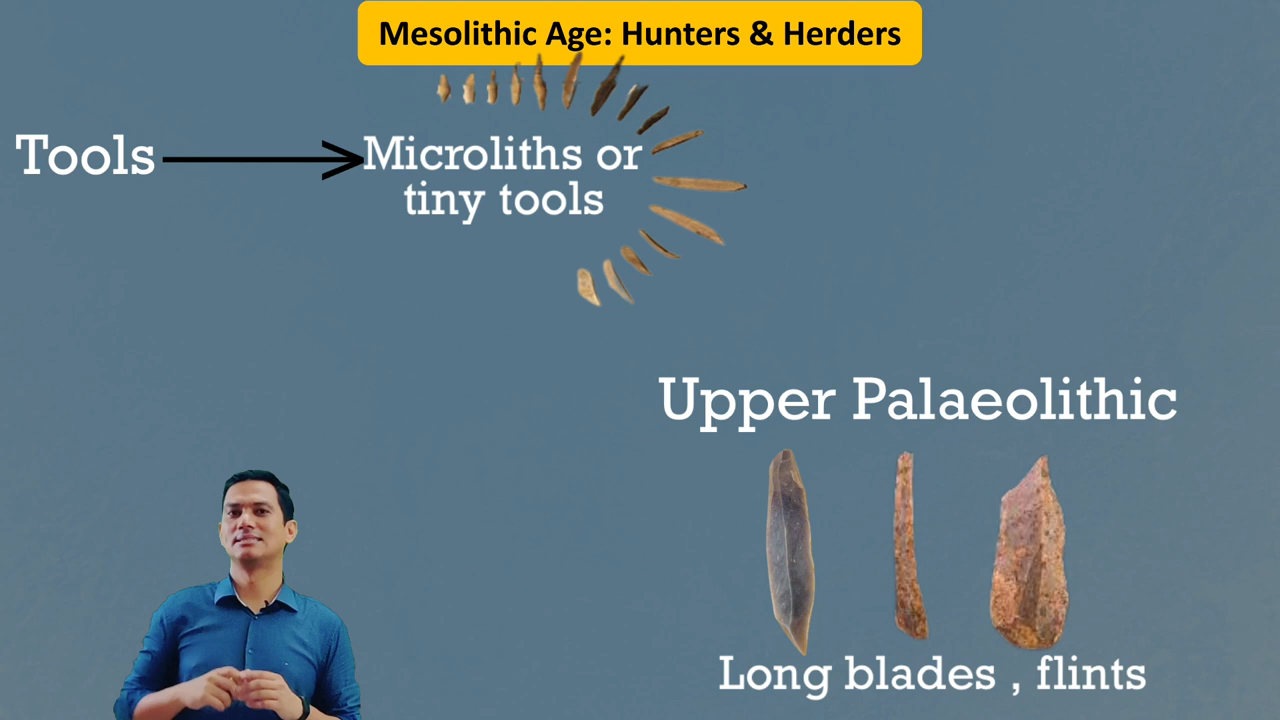 Mesolithic Age: Hunters & Herders
Tools
Microliths or
tiny tools
Upper Palaeolithic
Long blades , flints